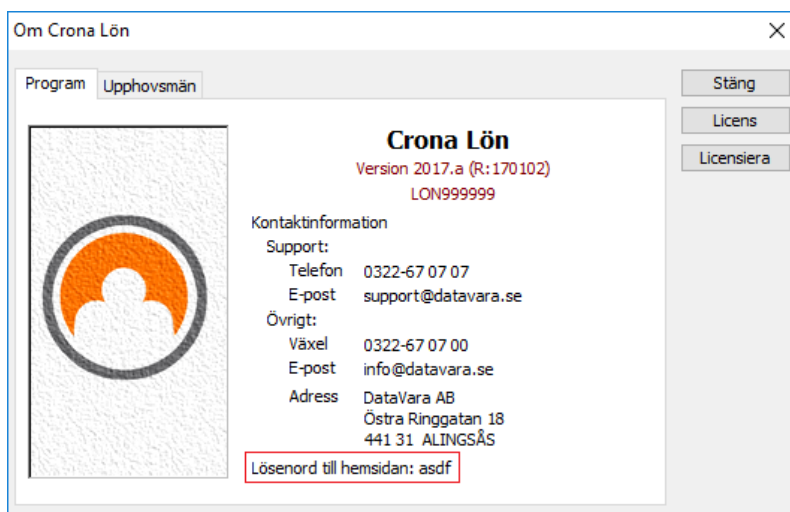 Om Crona Lön
Program
Upphovsmän
Stäng
Licens
Licensiera
Crona Lön
Version 2017.a (R:170102)
LON999999
Kontaktinformation
Support:
Telefon 0322-67 07 07
E-post support@datavara.se
Övrigt:
Växel 0322-67 07 00
E-post info@datavara.se
Adress DataVara AB
Östra Ringgatan 18
441 31 ALINGSÅS
Lösenord till hemsidan: asdf